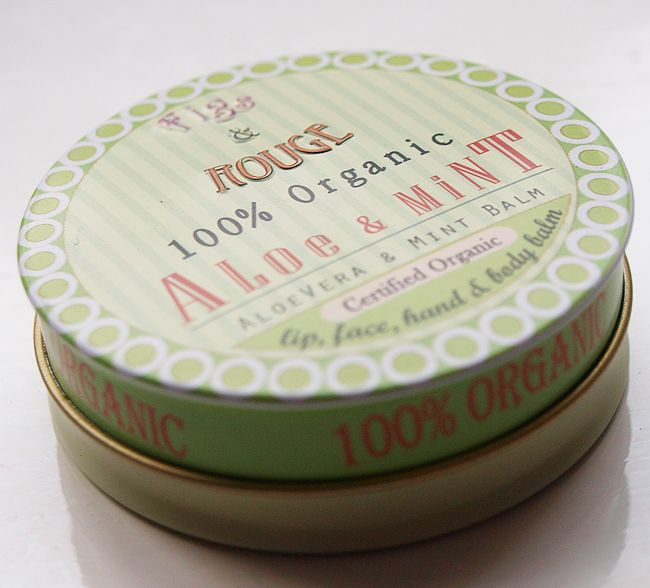 Figs
&
ROUGE
100% Organic
ALoe & MiNT
ALOEVERA & MINT BALM
Certified Organic
lip, face, hand & body balm
ORGANIC
100% ORGANIC